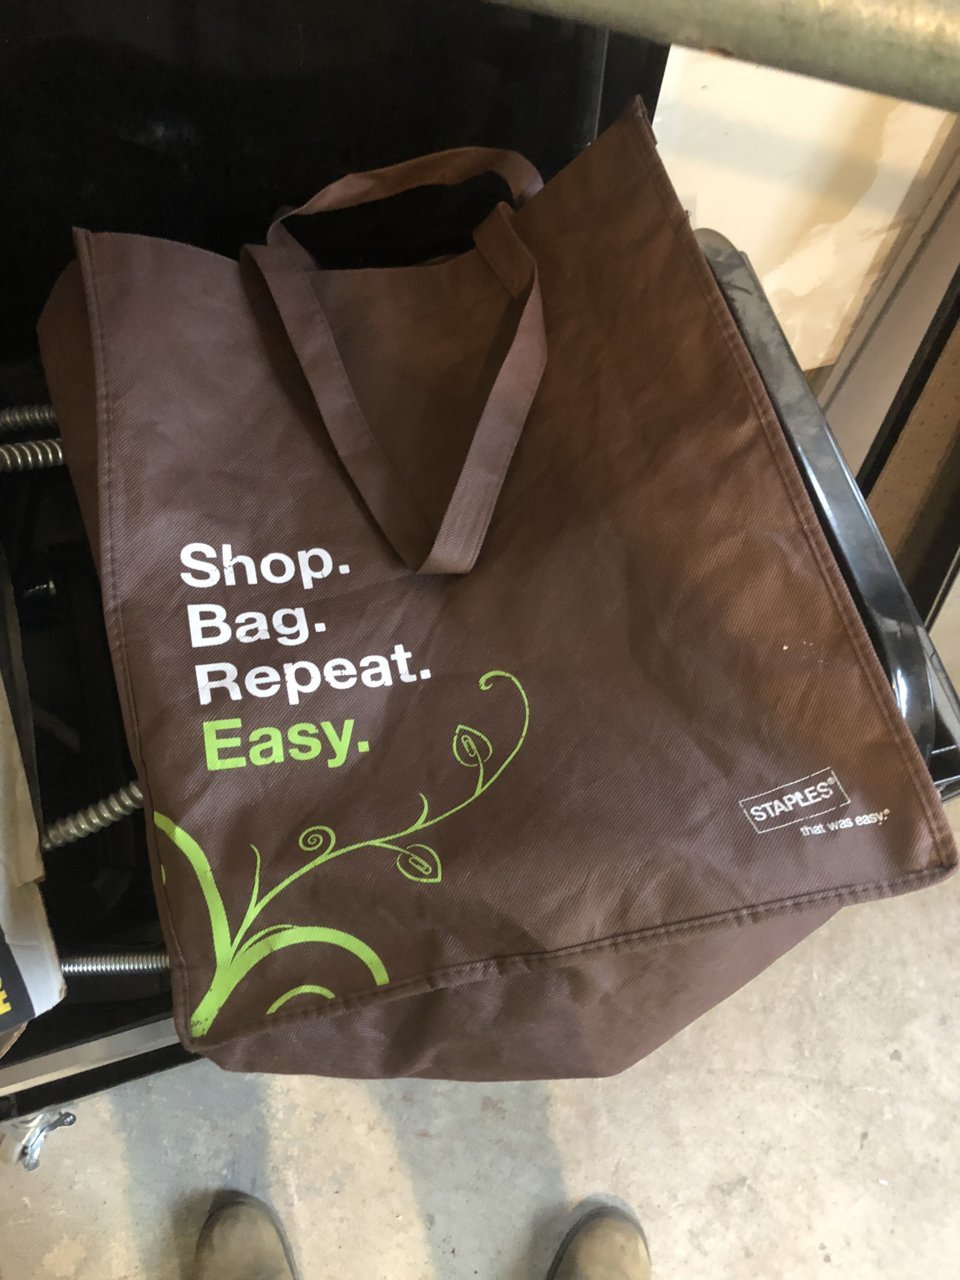 Shop.
Bag.
Repeat.
Easy.
STAPLES®
that was easy.®